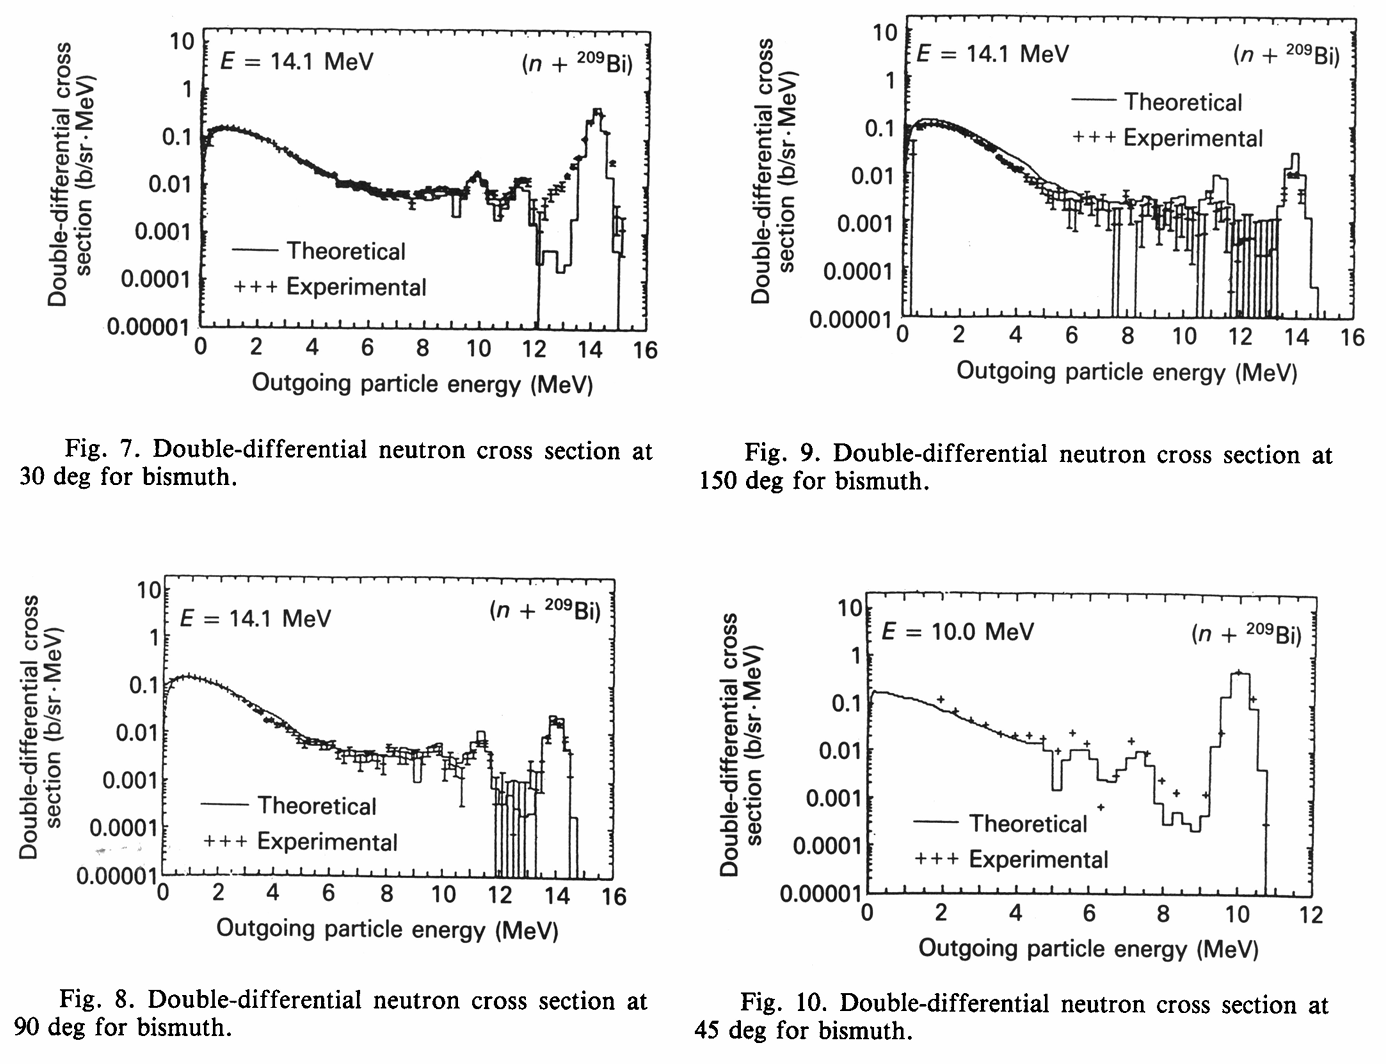 Double-differential cross
section (b/sr·MeV)
10
1
0.1
0.01
0.001
0.0001
0.00001
E = 14.1 MeV
(n + ²⁰⁹Bi)
Theoretical
+++ Experimental
0 2 4 6 8 10 12 14 16
Outgoing particle energy (MeV)
Fig. 7. Double-differential neutron cross section at
30 deg for bismuth.
Double-differential cross
section (b/sr·MeV)
10
1
0.1
0.01
0.001
0.0001
0.00001
E = 14.1 MeV
(n + ²⁰⁹Bi)
Theoretical
+++ Experimental
0 2 4 6 8 10 12 14 16
Outgoing particle energy (MeV)
Fig. 9. Double-differential neutron cross section at
150 deg for bismuth.
Double-differential cross
section (b/sr·MeV)
10
1
0.1
0.01
0.001
0.0001
0.00001
E = 14.1 MeV
(n + ²⁰⁹Bi)
Theoretical
+++ Experimental
0 2 4 6 8 10 12 14 16
Outgoing particle energy (MeV)
Fig. 8. Double-differential neutron cross section at
90 deg for bismuth.
Double-differential cross
section (b/sr·MeV)
10
1
0.1
0.01
0.001
0.0001
0.00001
E = 10.0 MeV
(n + ²⁰⁹Bi)
Theoretical
+++ Experimental
0 2 4 6 8 10 12
Outgoing particle energy (MeV)
Fig. 10. Double-differential neutron cross section at
45 deg for bismuth.